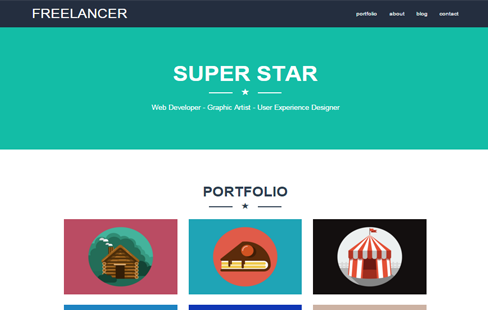 FREELANCER
portfolio about blog contact
SUPER STAR
Web Developer - Graphic Artist - User Experience Designer
PORTFOLIO